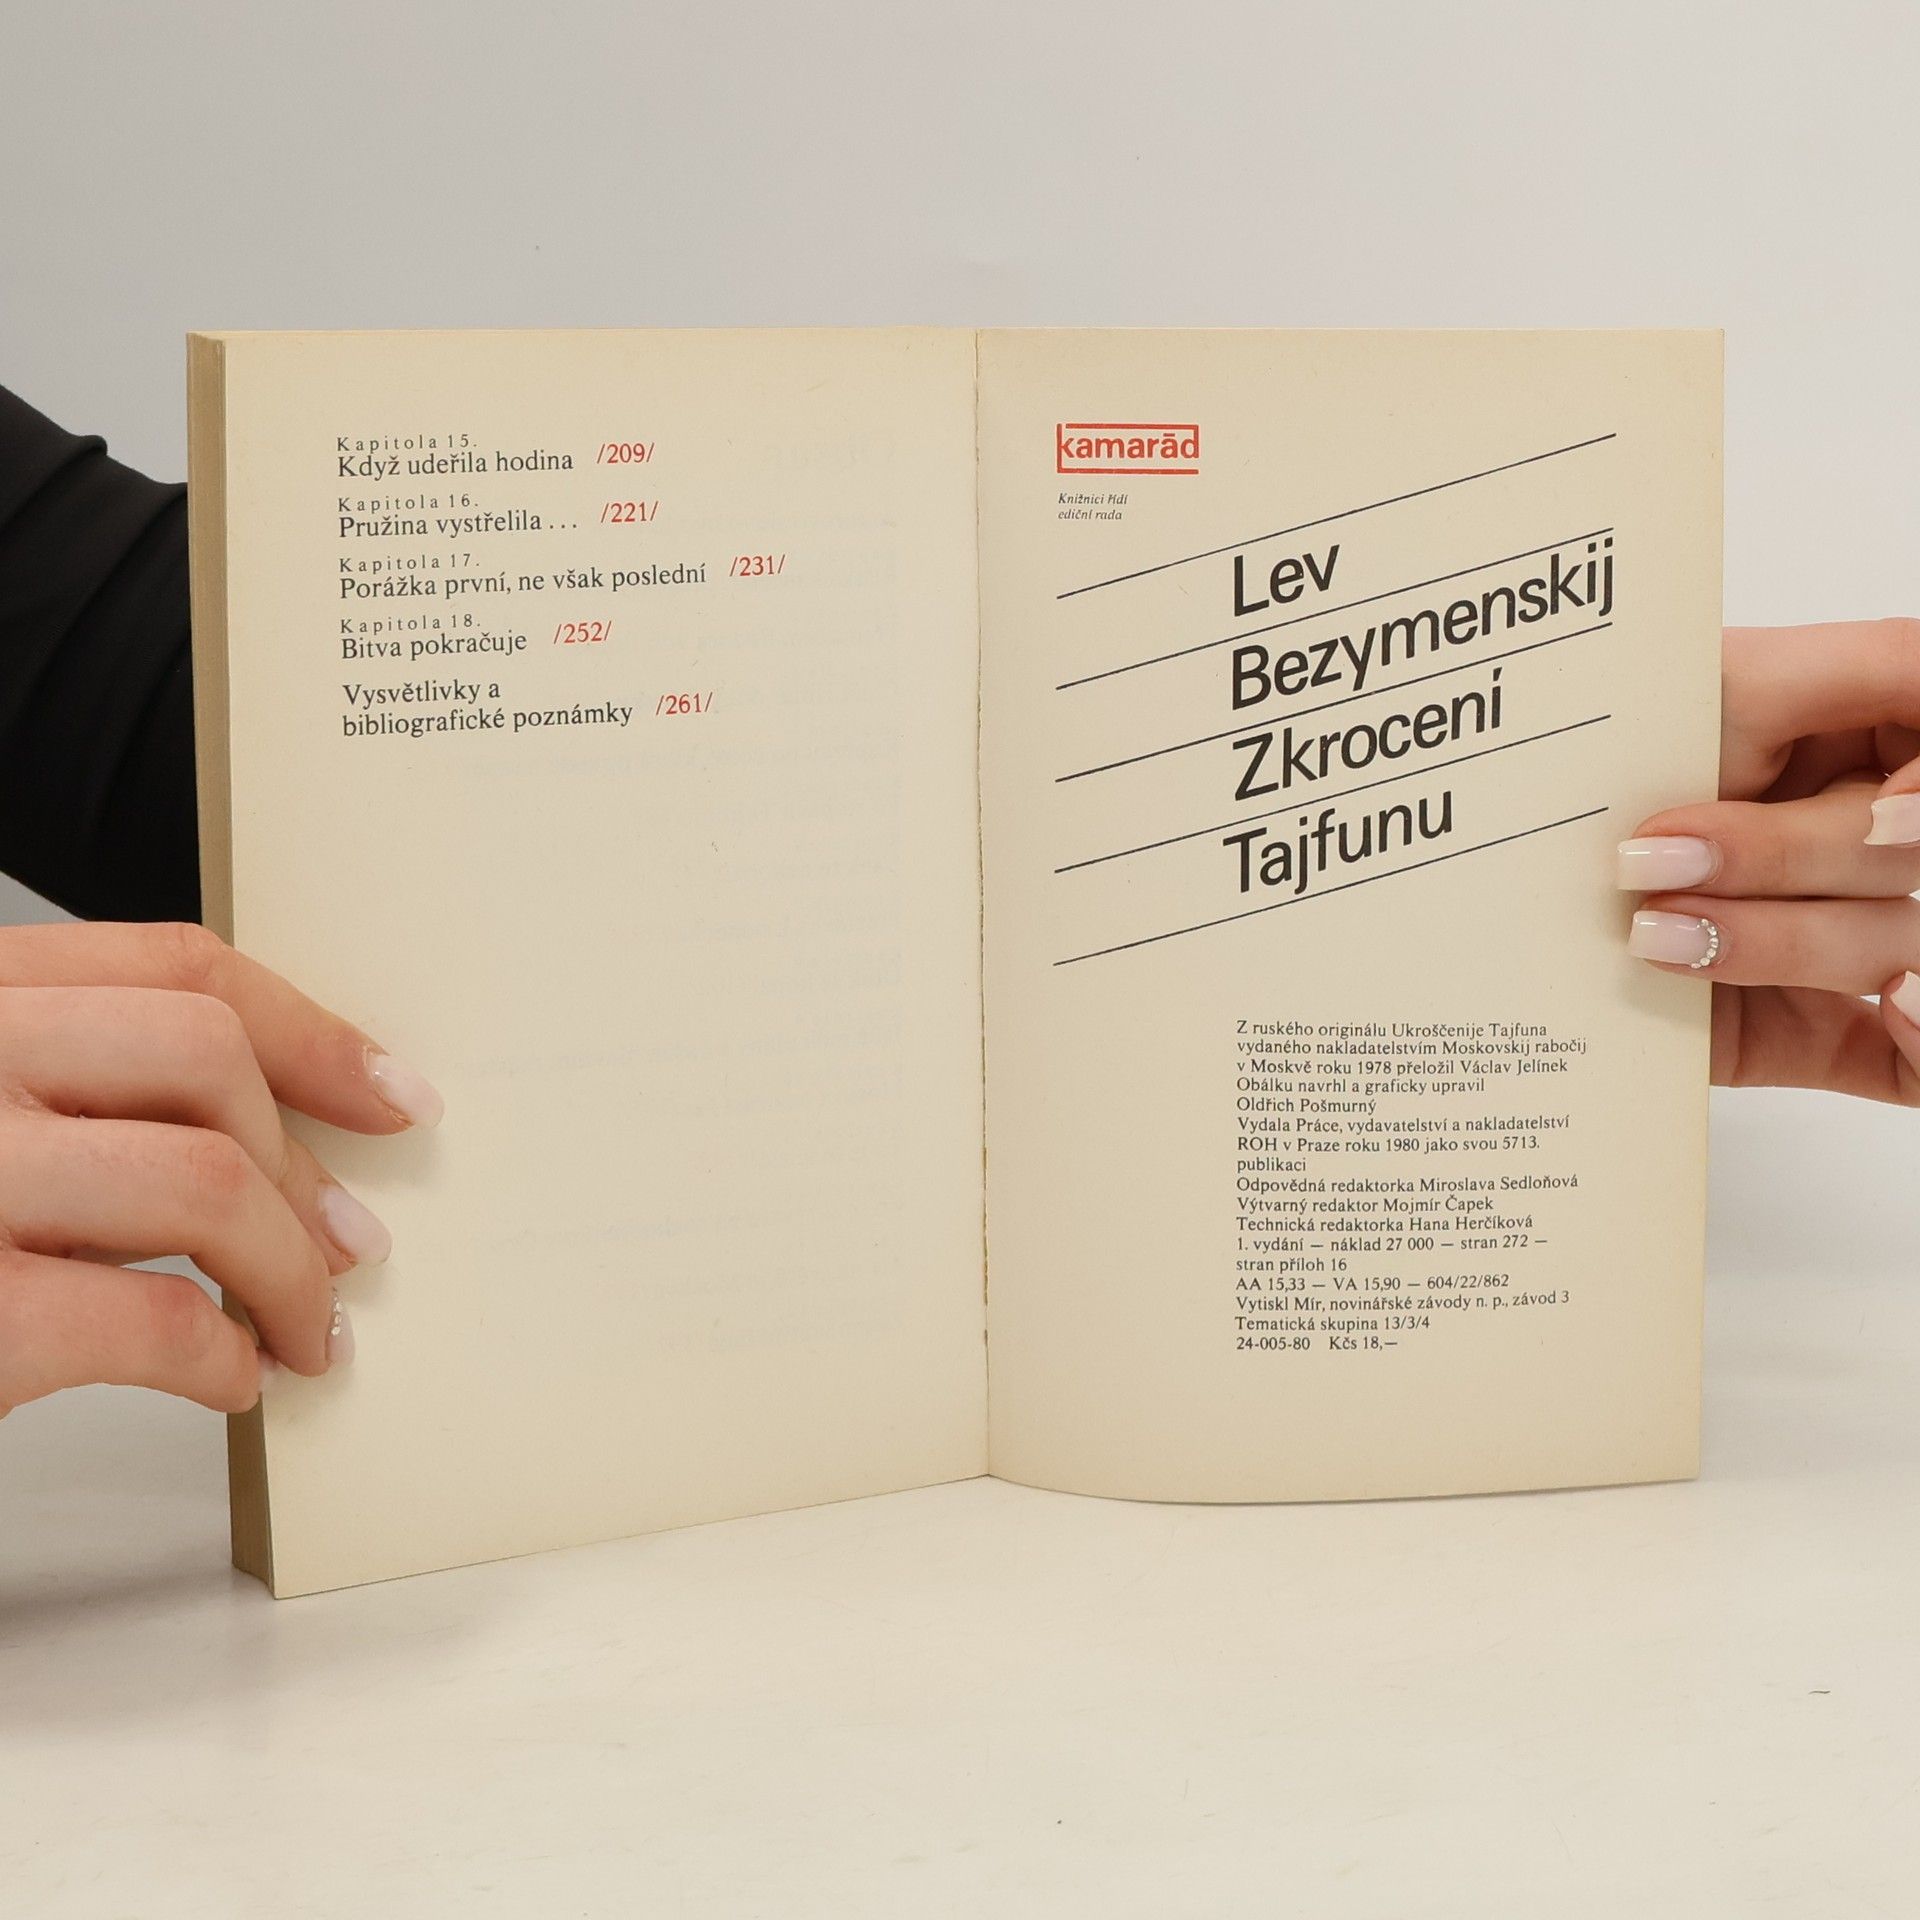 Kapitola 15.
Když udeřila hodina /209/
Kapitola 16.
Pružina vystřelila ... /221/
Kapitola 17.
Porážka první, ne však poslední /231/
Kapitola 18.
Bitva pokračuje /252/
Vysvětlivky a
bibliografické poznámky /261/
kamarād
Knižnici řídí
ediční rada
Lev
Bezymenskij
Zkrocení
Tajfunu
Z ruského originálu Ukroščenije Tajfuna
vydaného nakladatelstvím Moskovskij rabočij
v Moskvě roku 1978 přeložil Václav Jelínek
Obálku navrhl a graficky upravil
Oldřich Pošmurný
Vydala Práce, vydavatelství a nakladatelství
ROH v Praze roku 1980 jako svou 5713.
publikaci
Odpovědná redaktorka Miroslava Sedloňová
Výtvarný redaktor Mojmír Čapek
Technická redaktorka Hana Herčíková
1. vydání — náklad 27 000 — stran 272 —
stran příloh 16
AA 15,33 — VA 15,90 — 604/22/862
Vytiskl Mír, novinářské závody n. p., závod 3
Tematická skupina 13/3/4
24-005-80 Kčs 18,—